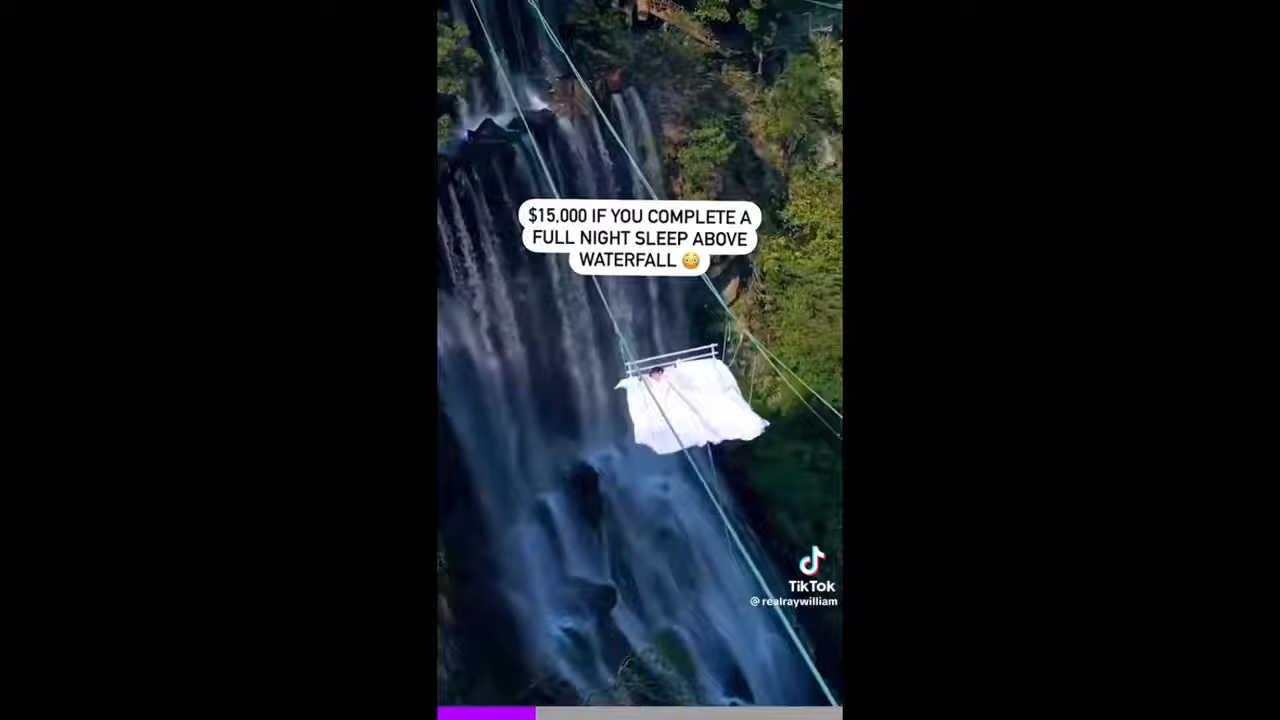 $15,000 IF YOU COMPLETE A
FULL NIGHT SLEEP ABOVE
WATERFALL 😳
TikTok
@realraywilliam